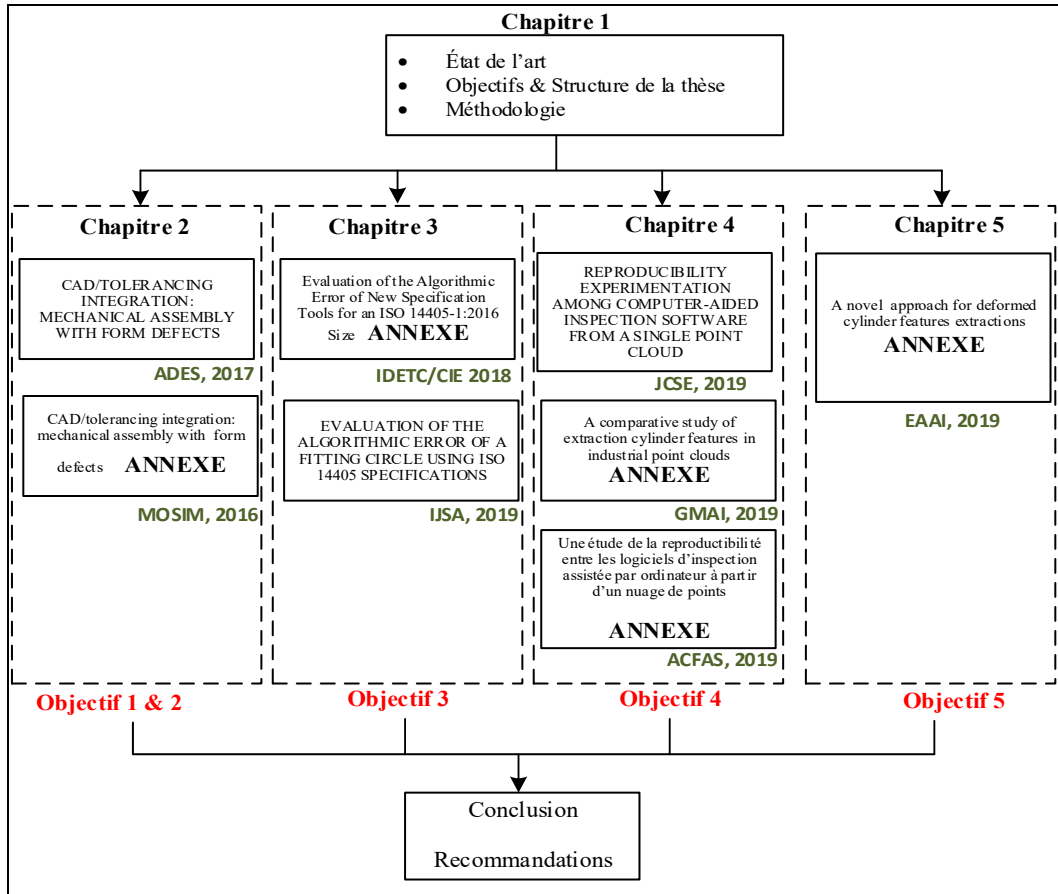 Chapitre 1
• État de l'art
• Objectifs & Structure de la thèse
• Méthodologie
Chapitre 2
CAD/TOLERANCING
INTEGRATION:
MECHANICAL ASSEMBLY
WITH FORM DEFECTS
ADES, 2017
CAD/tolerancing integration:
mechanical assembly with form
defects ANNEXE
MOSIM, 2016
Objectif 1 & 2
Chapitre 3
Evaluation of the Algorithmic
Error of New Specification
Tools for an ISO 14405-1:2016
Size ANNEXE
IDETC/CIE 2018
EVALUATION OF THE
ALGORITHMIC ERROR OF A
FITTING CIRCLE USING ISO
14405 SPECIFICATIONS
IJSA, 2019
Objectif 3
Chapitre 4
REPRODUCIBILITY
EXPERIMENTATION
AMONG COMPUTER-AIDED
INSPECTION SOFTWARE
FROM A SINGLE POINT
CLOUD
JCSE, 2019
A comparative study of
extraction cylinder features in
industrial point clouds
ANNEXE
GMAI, 2019
Une étude de la reproductibilité
entre les logiciels d'inspection
assistée par ordinateur à partir
d'un nuage de points
ANNEXE
ACFAS, 2019
Objectif 4
Chapitre 5
A novel approach for deformed
cylinder features extractions
ANNEXE
EAAI, 2019
Objectif 5
Conclusion
Recommandations